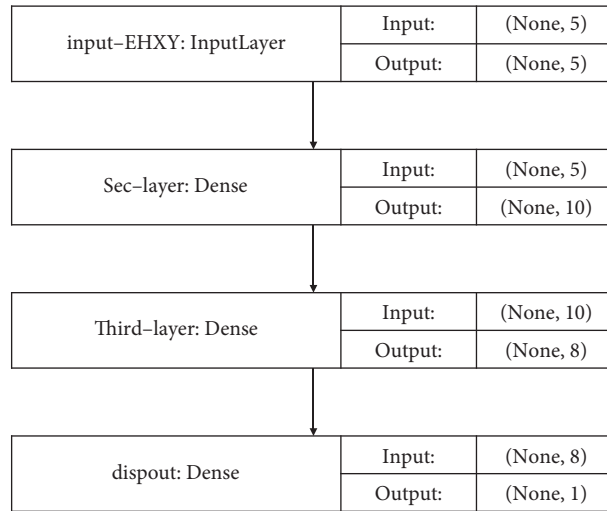 input–EHXY: InputLayer
Input: (None, 5)
Output: (None, 5)
Sec–layer: Dense
Input: (None, 5)
Output: (None, 10)
Third–layer: Dense
Input: (None, 10)
Output: (None, 8)
dispout: Dense
Input: (None, 8)
Output: (None, 1)